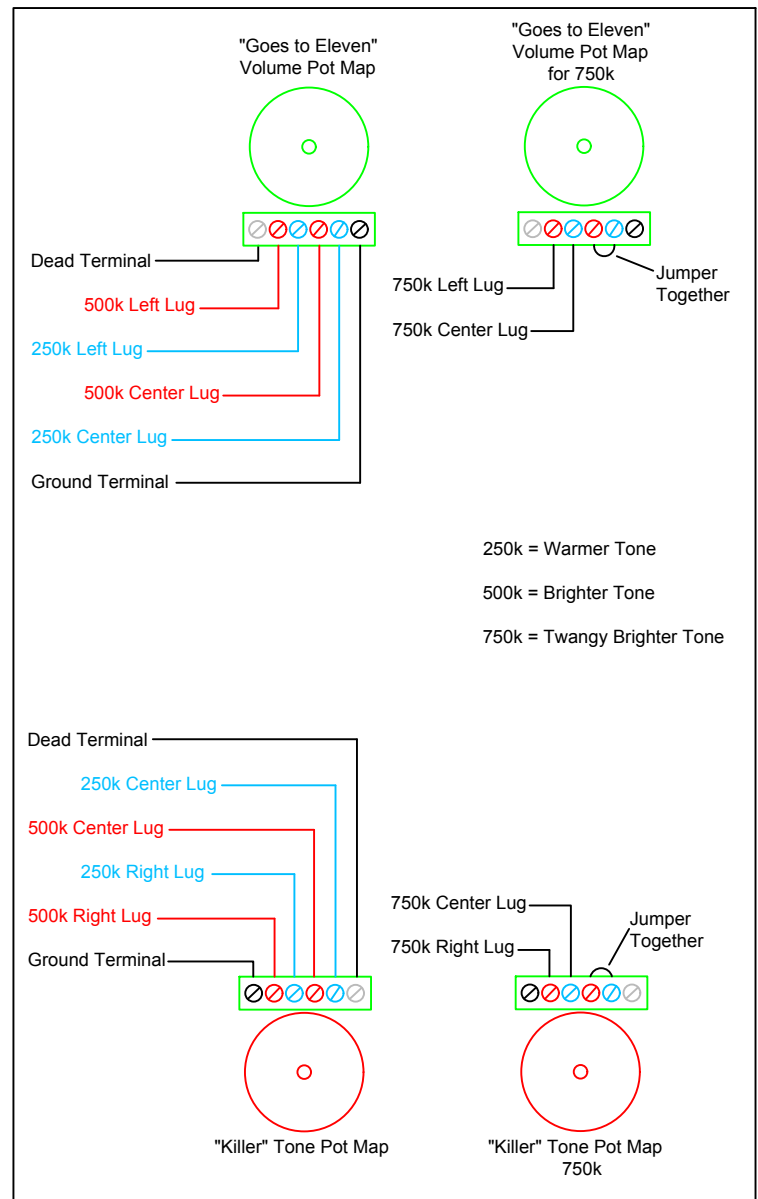 "Goes to Eleven"
Volume Pot Map
"Goes to Eleven"
Volume Pot Map
for 750k
Dead Terminal
500k Left Lug
250k Left Lug
500k Center Lug
250k Center Lug
Ground Terminal
750k Left Lug
750k Center Lug
Jumper
Together
250k = Warmer Tone
500k = Brighter Tone
750k = Twangy Brighter Tone
Dead Terminal
250k Center Lug
500k Center Lug
250k Right Lug
500k Right Lug
Ground Terminal
750k Center Lug
750k Right Lug
Jumper
Together
"Killer" Tone Pot Map
"Killer" Tone Pot Map
750k